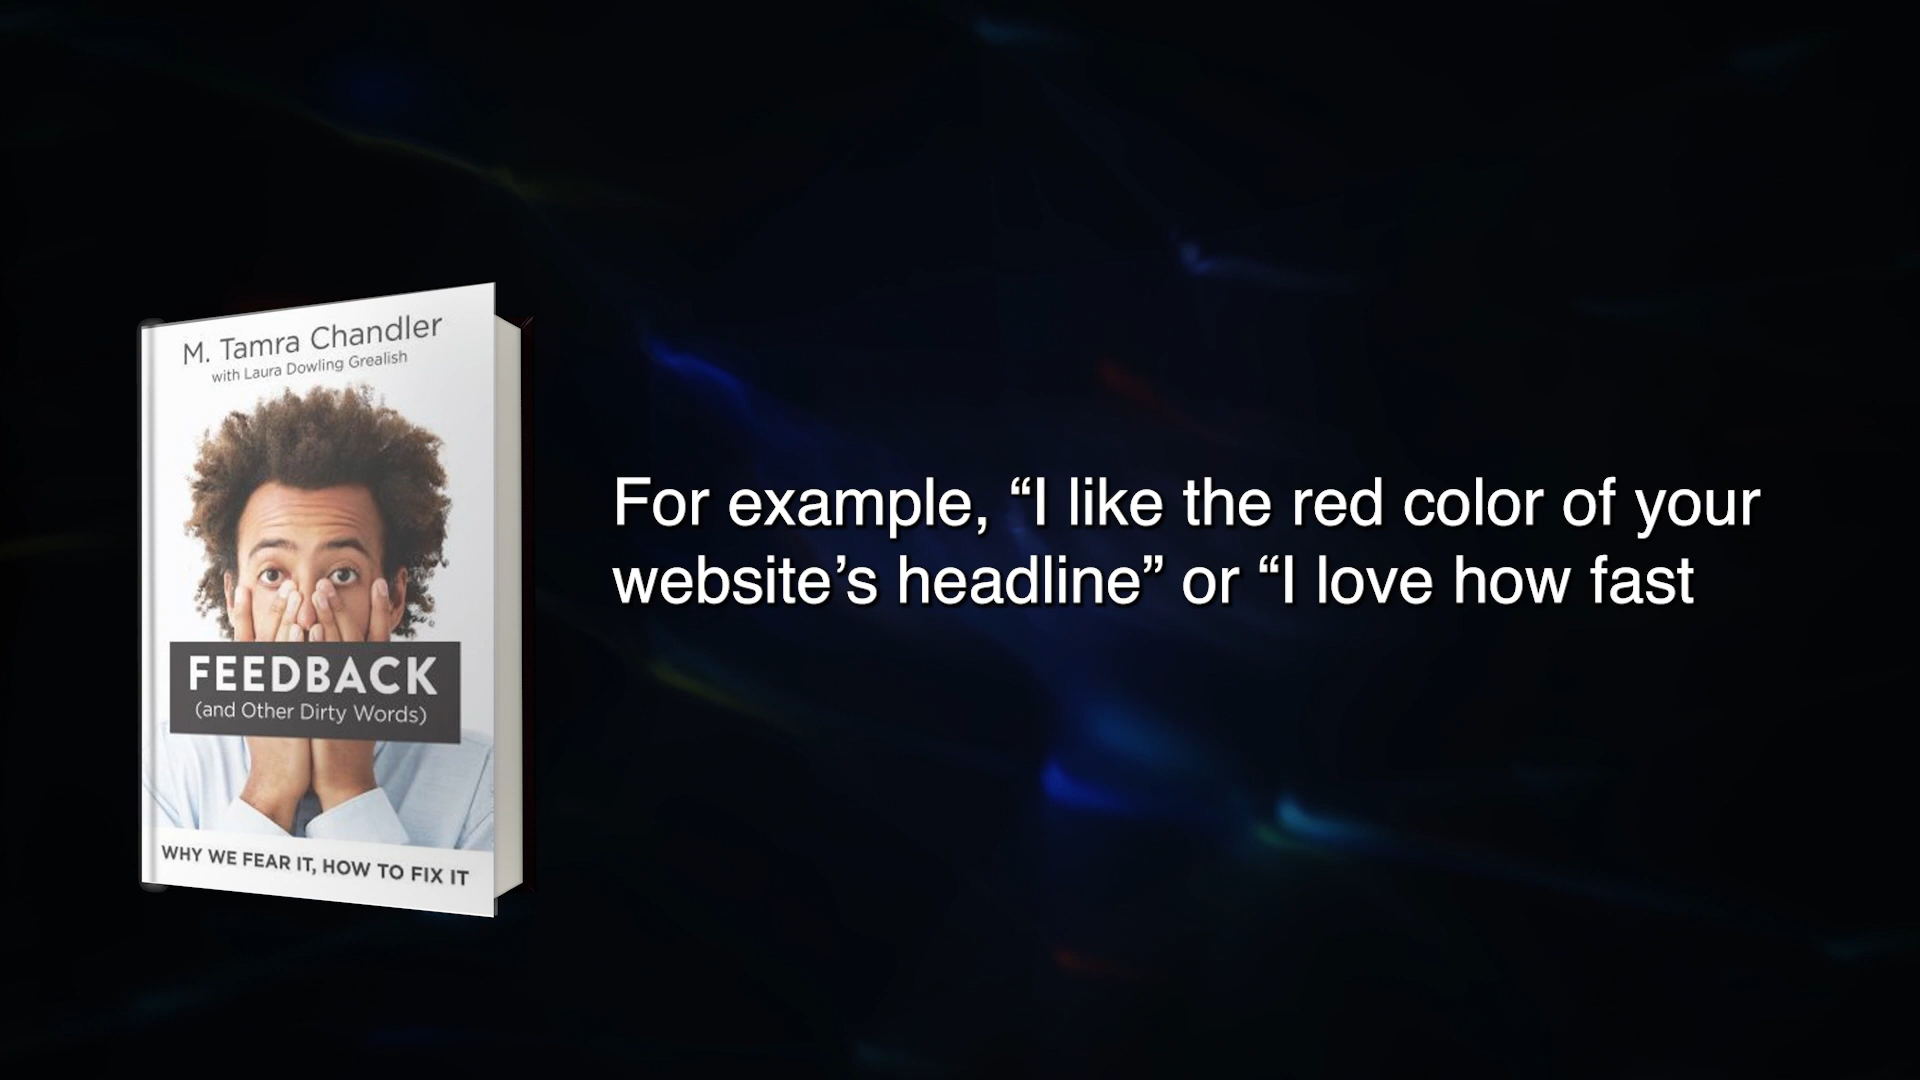 M. Tamra Chandler
with Laura Dowling Grealish
FEEDBACK
(and Other Dirty Words)
WHY WE FEAR IT, HOW TO FIX IT
For example, “I like the red color of your
website’s headline” or “I love how fast